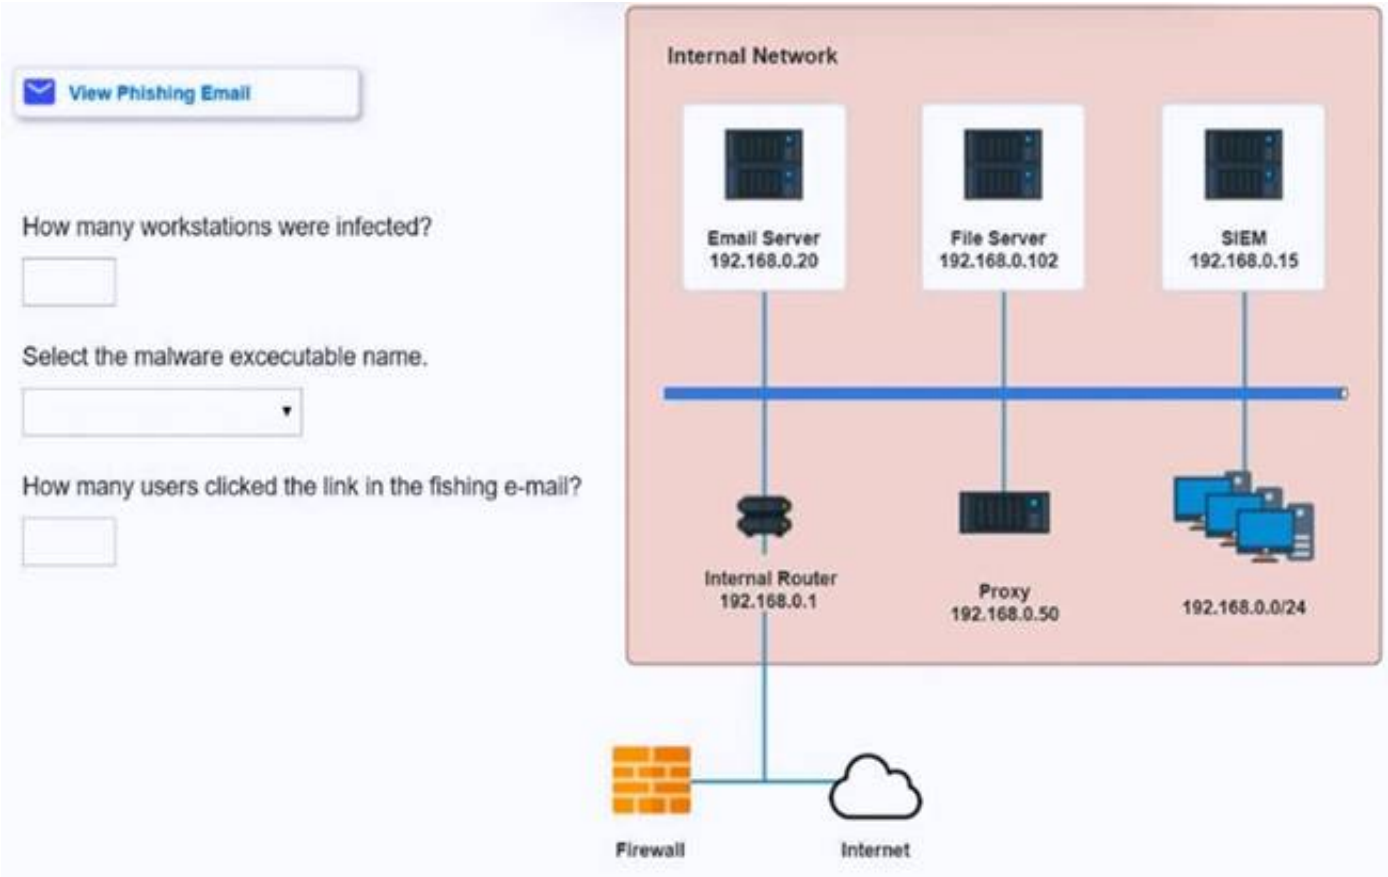 View Phishing Email
How many workstations were infected?
Select the malware excecutable name.
How many users clicked the link in the fishing e-mail?
Internal Network
Email Server
192.168.0.20
File Server
192.168.0.102
SIEM
192.168.0.15
Internal Router
192.168.0.1
Proxy
192.168.0.50
192.168.0.0/24
Firewall
Internet